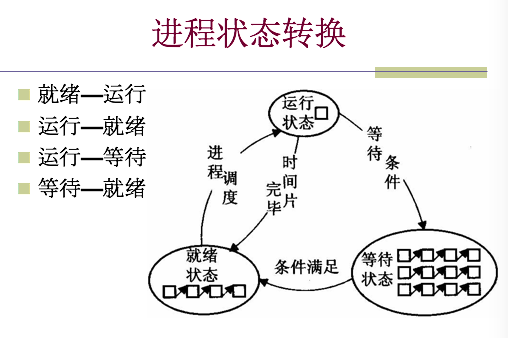 进程状态转换
就绪—运行
运行—就绪
运行—等待
等待—就绪
运行
状态
进程
调度
时间片
完毕
等待
条件
就绪
状态
条件满足
等待
状态